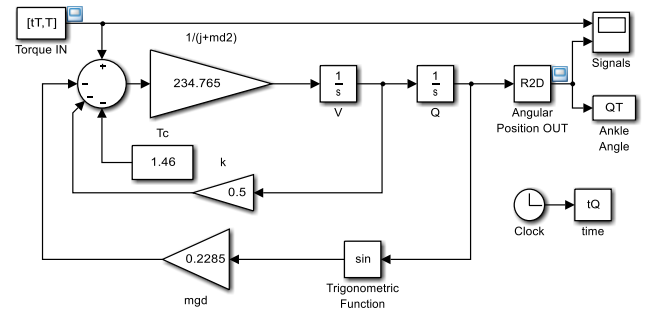 [tT,T]
Torque IN
1/(j+md2)
234.765
+
-
-
-
1
s
V
1
s
Q
R2D
Angular
Position OUT
Signals
QT
Ankle
Angle
Tc
1.46
k
0.5
Clock
tQ
time
0.2285
mgd
sin
Trigonometric
Function